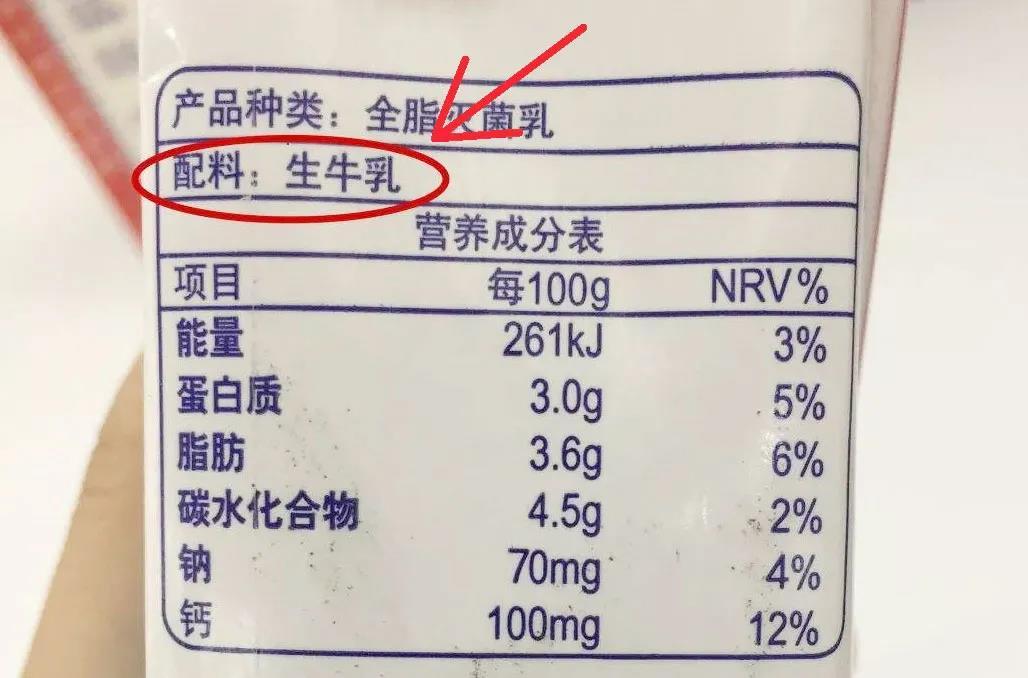 产品种类：全脂灭菌乳
配料：生牛乳
营养成分表
项目 每100g NRV%
能量 261kJ 3%
蛋白质 3.0g 5%
脂肪 3.6g 6%
碳水化合物 4.5g 2%
钠 70mg 4%
钙 100mg 12%